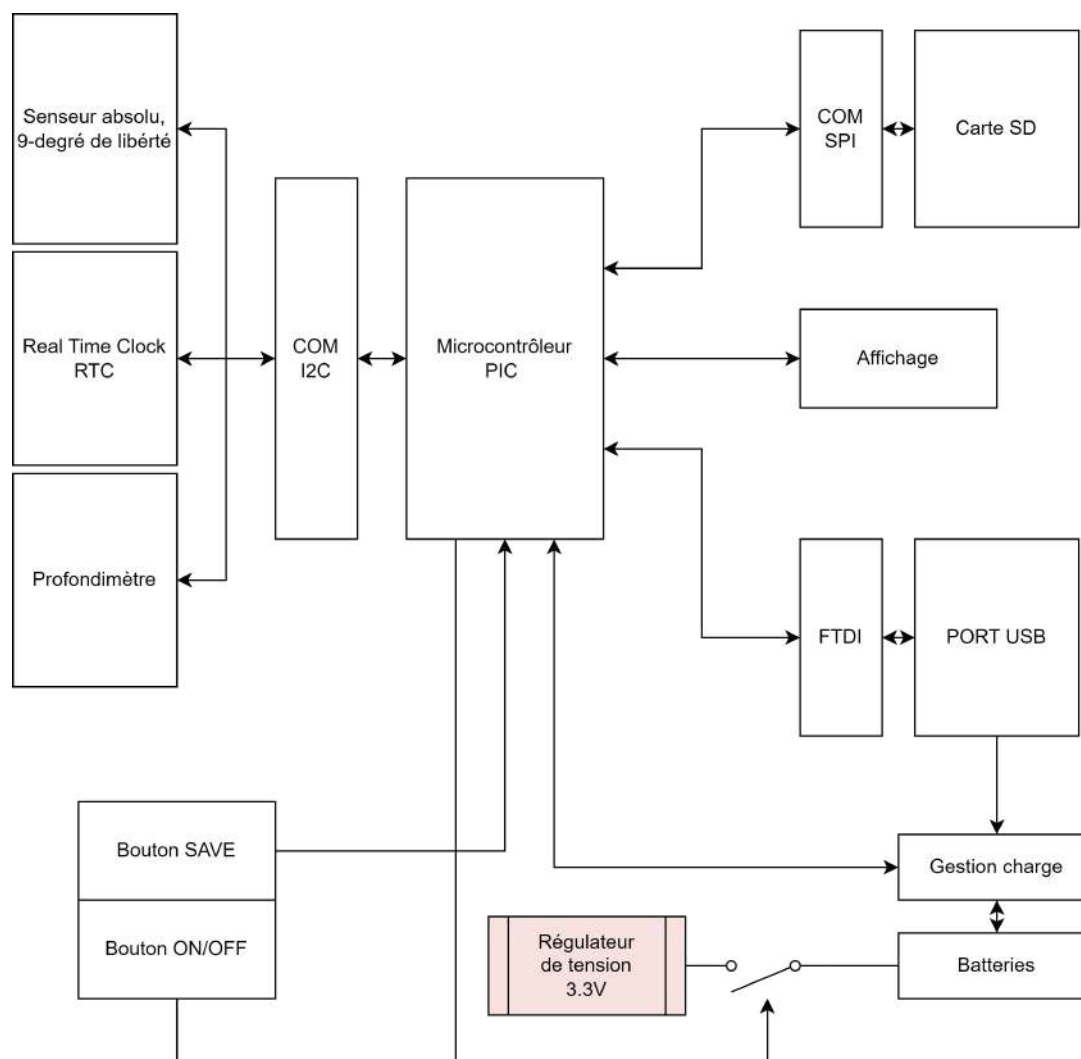 Senseur absolu,
9-degré de libérté
Real Time Clock
RTC
Profondimètre
COM
I2C
Microcontrôleur
PIC
COM
SPI
Carte SD
Affichage
FTDI
PORT USB
Bouton SAVE
Bouton ON/OFF
Régulateur
de tension
3.3V
Gestion charge
Batteries